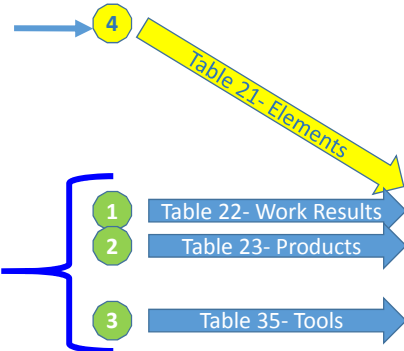 4
Table 21- Elements
1
Table 22- Work Results
2
Table 23- Products
3
Table 35- Tools